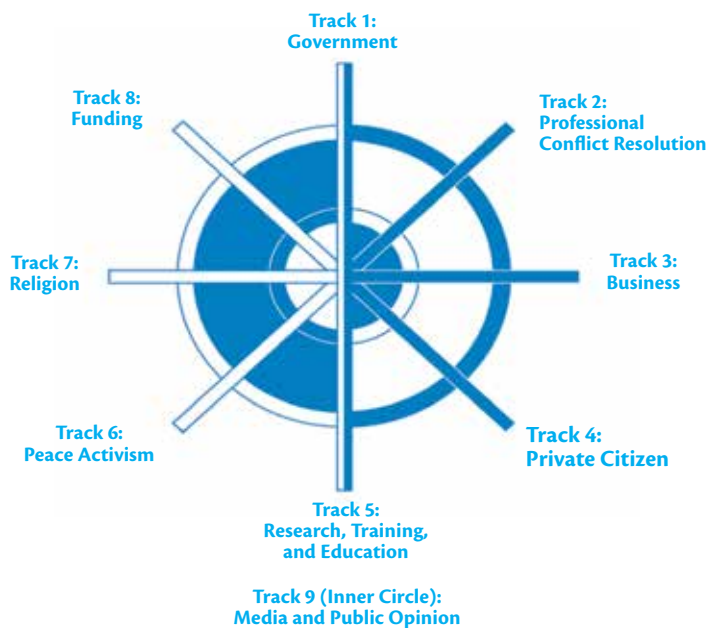 Track 1:
Government
Track 8:
Funding
Track 2:
Professional
Conflict Resolution
Track 7:
Religion
Track 3:
Business
Track 6:
Peace Activism
Track 4:
Private Citizen
Track 5:
Research, Training,
and Education
Track 9 (Inner Circle):
Media and Public Opinion